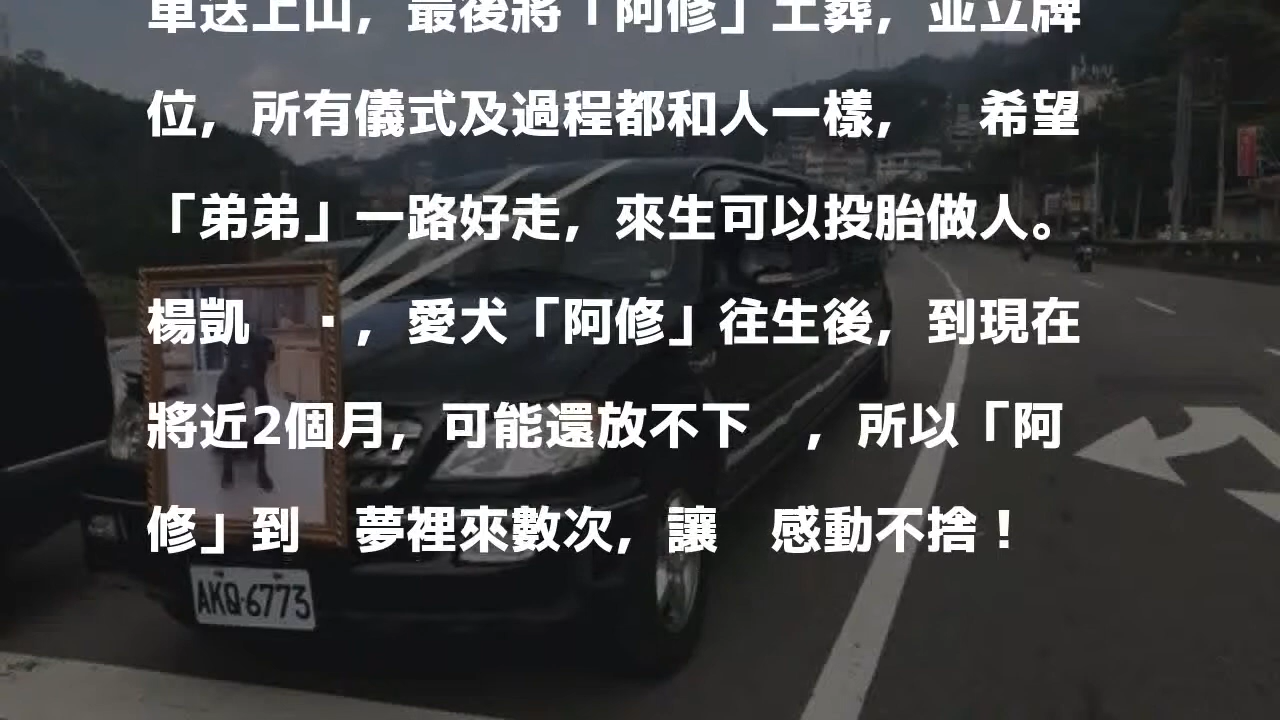 車送上山，最後將「阿修」土葬，並立牌
位，所有儀式及過程都和人一樣，　希望
「弟弟」一路好走，來生可以投胎做人。
楊凱　·，愛犬「阿修」往生後，到現在
將近2個月，可能還放不下　，所以「阿
修」到　夢裡來數次，讓　感動不捨！
AKQ·6773